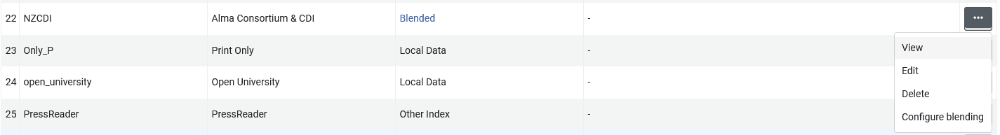 22 NZCDI Alma Consortium & CDI Blended - ...
View
23 Only_P Print Only Local Data -
Edit
24 open_university Open University Local Data -
Delete
25 PressReader PressReader Other Index -
Configure blending